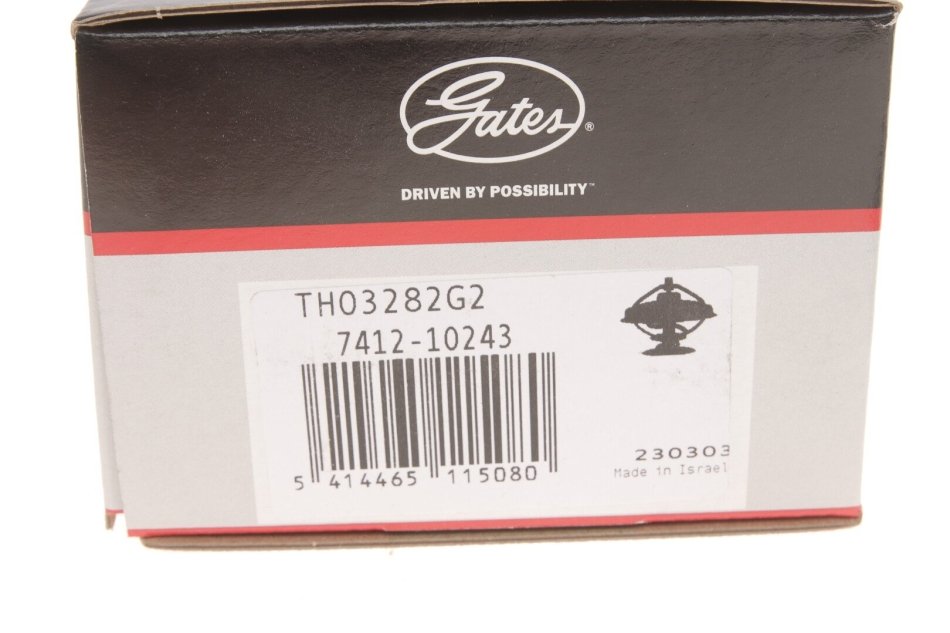 Gates®
DRIVEN BY POSSIBILITY™
TH03282G2
7412-10243
5 414465 115080
230303
Made in Israel